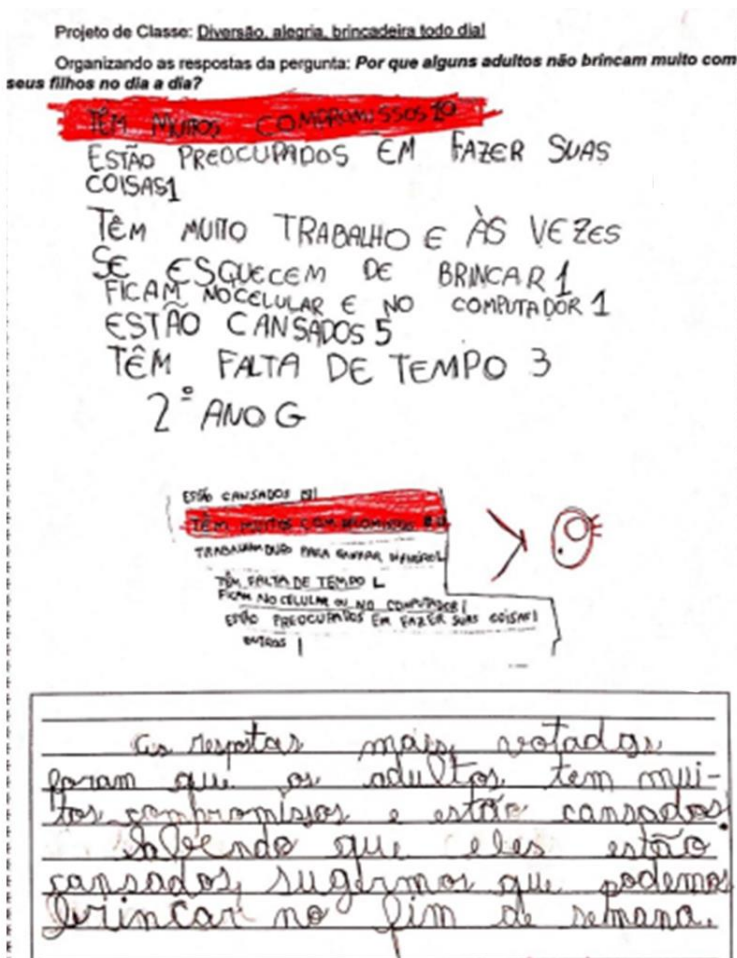 Projeto de Classe: Diversão, alegria, brincadeira todo dia!
Organizando as respostas da pergunta: Por que alguns adultos não brincam muito com
seus filhos no dia a dia?
TÊM MUITOS COMPROMISSOS 10
ESTÃO PREOCUPADOS EM FAZER SUAS
COISAS 1
TÊM MUITO TRABALHO E ÀS VEZES
SE ESQUECEM DE BRINCAR 1
FICAM NO CELULAR E NO COMPUTADOR 1
ESTÃO CANSADOS 5
TÊM FALTA DE TEMPO 3
2º ANO G
ESTÃO CANSADOS
TÊM MUITOS
TRABALHAM DURO PARA GANHAR DINHEIRO
TÊM FALTA DE TEMPO
FICAM NO CELULAR OU NO COMPUTADOR
ESTÃO PREOCUPADOS EM FAZER SUAS COISAS
OUTROS
As respostas mais votadas
foram que os adultos tem mui-
tos compromissos e estão cansados.
Sabendo que eles estão
cansados, sugirmos que podemos
brincar no fim de semana.